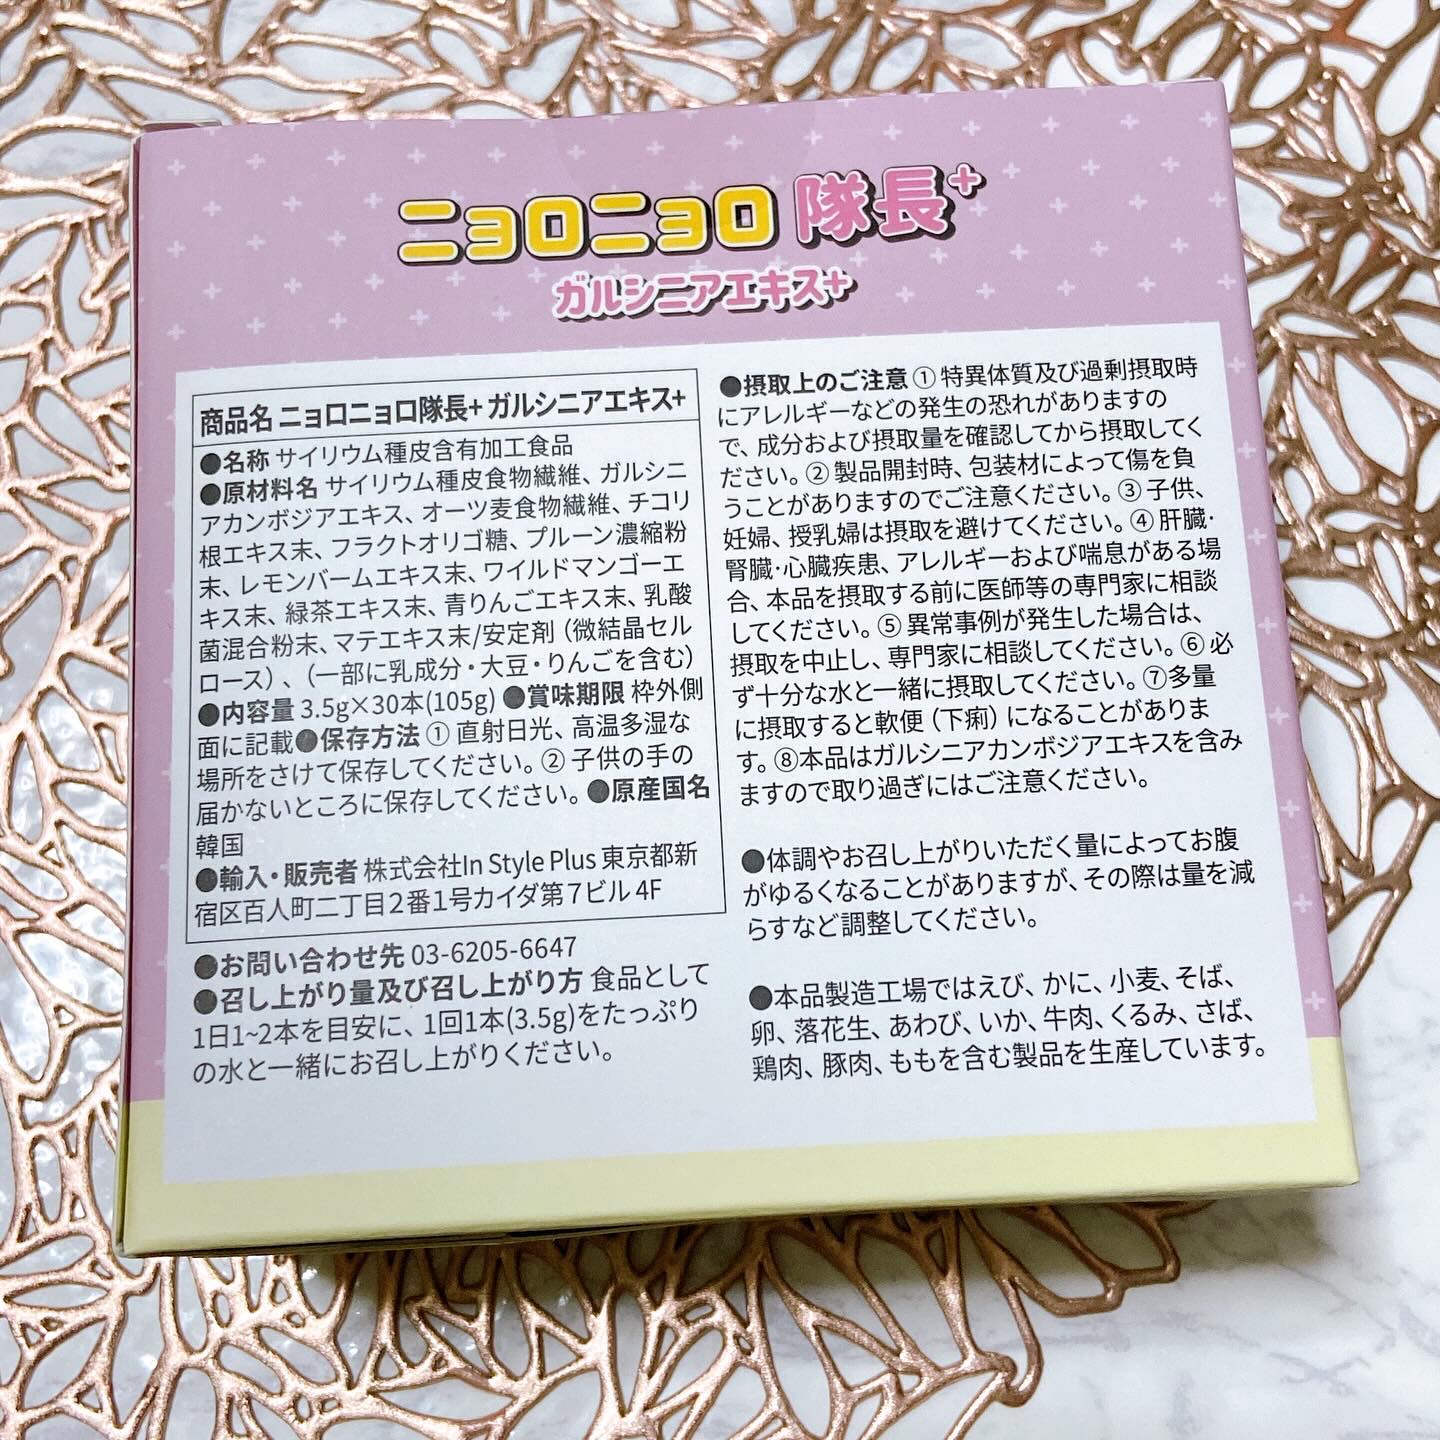 ニョロニョロ 隊長+
ガルシニアエキス+
商品名 ニョロニョロ隊長+ ガルシニアエキス+
●名称 サイリウム種皮含有加工食品
●原材料名 サイリウム種皮食物繊維、ガルシニ
アカンボジアエキス、オーツ麦食物繊維、チコリ
根エキス末、フラクトオリゴ糖、プルーン濃縮粉
末、レモンバームエキス末、ワイルドマンゴーエ
キス末、緑茶エキス末、青りんごエキス末、乳酸
菌混合粉末、マテエキス末/安定剤(微結晶セル
ロース)、(一部に乳成分・大豆・りんごを含む)
●内容量 3.5g×30本(105g) ●賞味期限 枠外側
面に記載●保存方法 ① 直射日光、高温多湿な
場所をさけて保存してください。② 子供の手の
届かないところに保存してください。●原産国名
韓国
●輸入・販売者 株式会社In Style Plus 東京都新
宿区百人町二丁目2番1号カイダ第7ビル 4F
●お問い合わせ先 03-6205-6647
●召し上がり量及び召し上がり方 食品として
1日1~2本を目安に、1回1本(3.5g)をたっぷり
の水と一緒にお召し上がりください。
●摂取上のご注意 ① 特異体質及び過剰摂取時
にアレルギーなどの発生の恐れがありますの
で、成分および摂取量を確認してから摂取してく
ださい。② 製品開封時、包装材によって傷を負
うことがありますのでご注意ください。③ 子供、
妊婦、授乳婦は摂取を避けてください。④ 肝臓・
腎臓・心臓疾患、アレルギーおよび喘息がある場
合、本品を摂取する前に医師等の専門家に相談
してください。⑤ 異常事例が発生した場合は、
摂取を中止し、専門家に相談してください。⑥ 必
ず十分な水と一緒に摂取してください。⑦多量
に摂取すると軟便(下痢)になることがありま
す。⑧本品はガルシニアカンボジアエキスを含み
ますので取り過ぎにはご注意ください。
●体調やお召し上がりいただく量によってお腹
がゆるくなることがありますが、その際は量を減
らすなど調整してください。
●本品製造工場ではえび、かに、小麦、そば、
卵、落花生、あわび、いか、牛肉、くるみ、さば、
鶏肉、豚肉、ももを含む製品を生産しています。